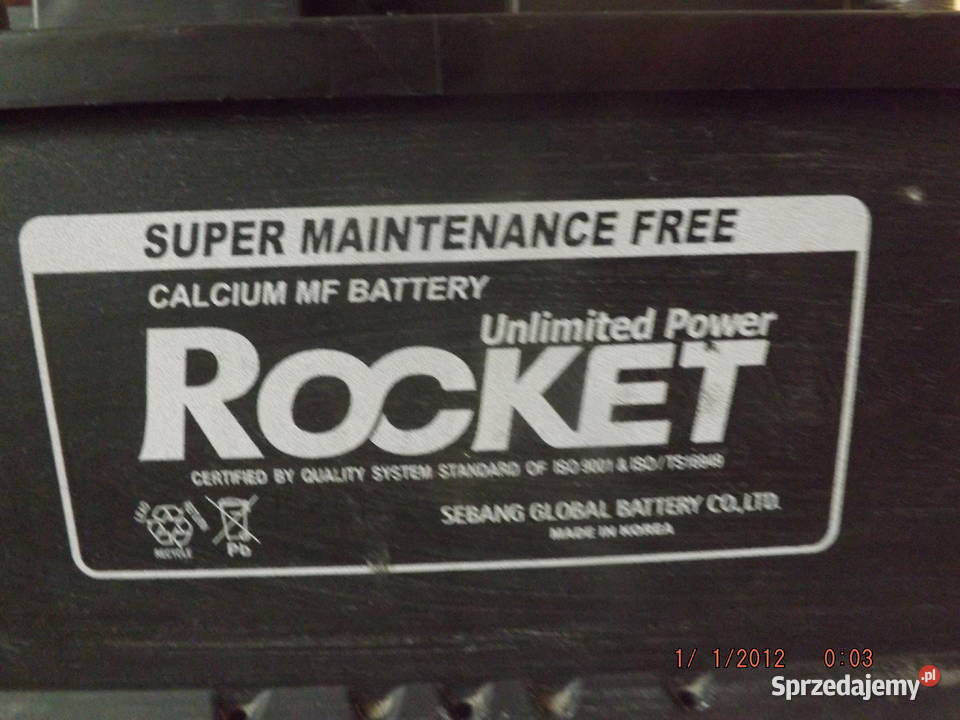 SUPER MAINTENANCE FREE
CALCIUM MF BATTERY
Unlimited Power
ROCKET
CERTIFIED BY QUALITY SYSTEM STANDARD OF ISO 9001 & ISO/TS16949
RECYCLE
Pb
SEBANG GLOBAL BATTERY CO.,LTD.
MADE IN KOREA
1/ 1/2012 0:03
Sprzedajemy.pl